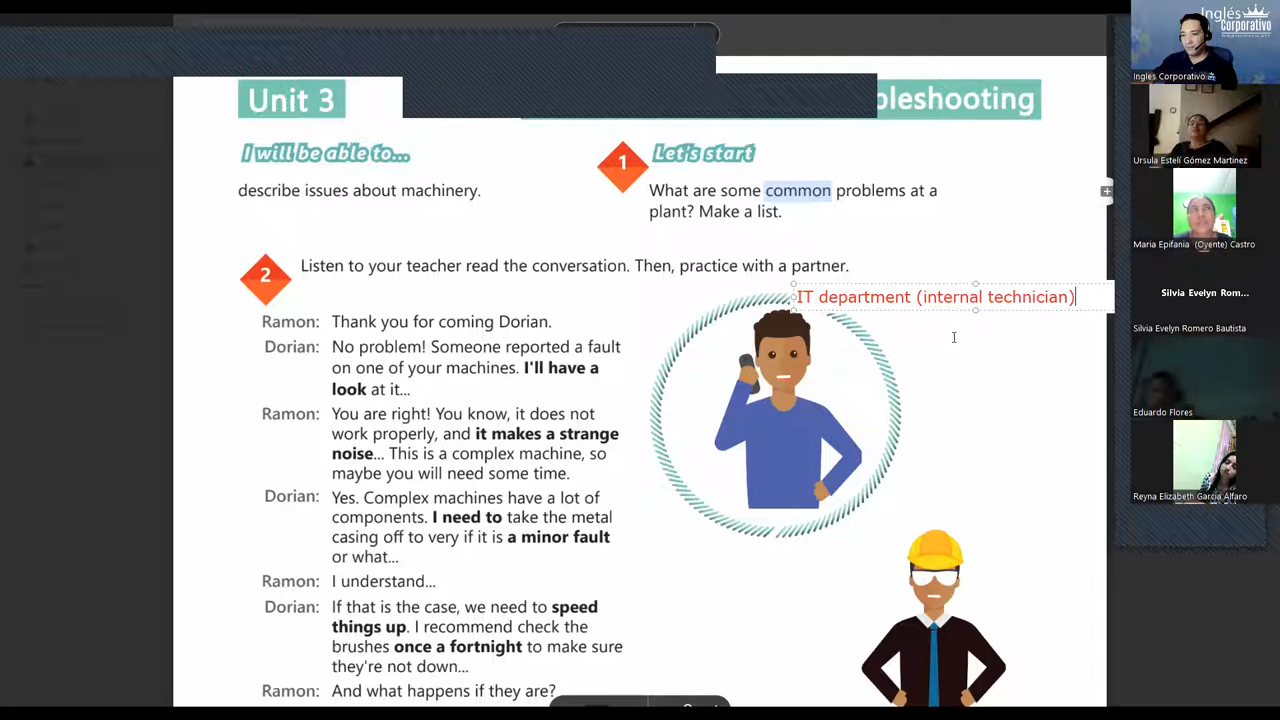 Unit 3
bleshooting
I will be able to...
describe issues about machinery.
1
Let's start
What are some common problems at a
plant? Make a list.
2
Listen to your teacher read the conversation. Then, practice with a partner.
IT department (internal technician)
Ramon: Thank you for coming Dorian.
Dorian: No problem! Someone reported a fault
on one of your machines. I'll have a
look at it...
Ramon: You are right! You know, it does not
work properly, and it makes a strange
noise... This is a complex machine, so
maybe you will need some time.
Dorian: Yes. Complex machines have a lot of
components. I need to take the metal
casing off to very if it is a minor fault
or what...
Ramon: I understand...
Dorian: If that is the case, we need to speed
things up. I recommend check the
brushes once a fortnight to make sure
they're not down...
Ramon: And what happens if they are?
Inglés
Corporativo
Ingles Corporativo
Ursula Estelí Gómez Martinez
Maria Epifania (Oyente) Castro
Silvia Evelyn Rom...
Silvia Evelyn Romero Bautista
Eduardo Flores
Reyna Elizabeth Garcia Alfaro